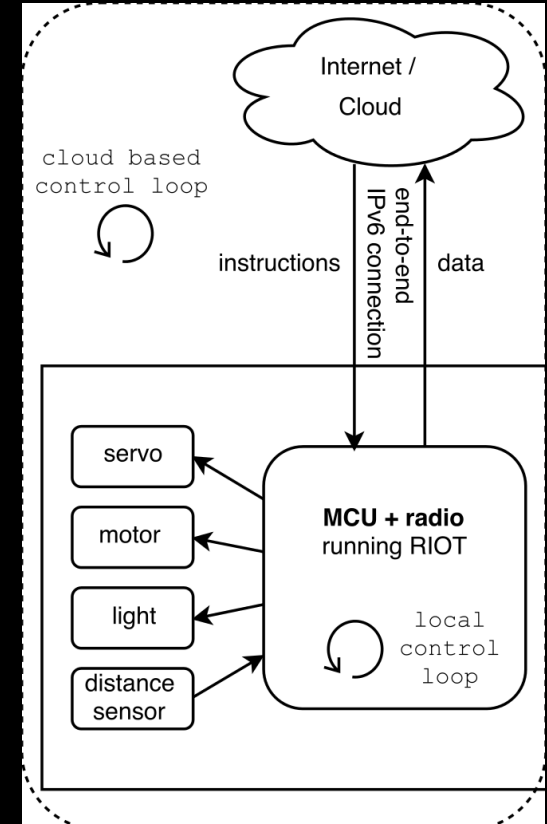 Internet /
Cloud
cloud based
control loop
instructions
end-to-end
IPv6 connection
data
servo
motor
light
distance
sensor
MCU + radio
running RIOT
local
control
loop